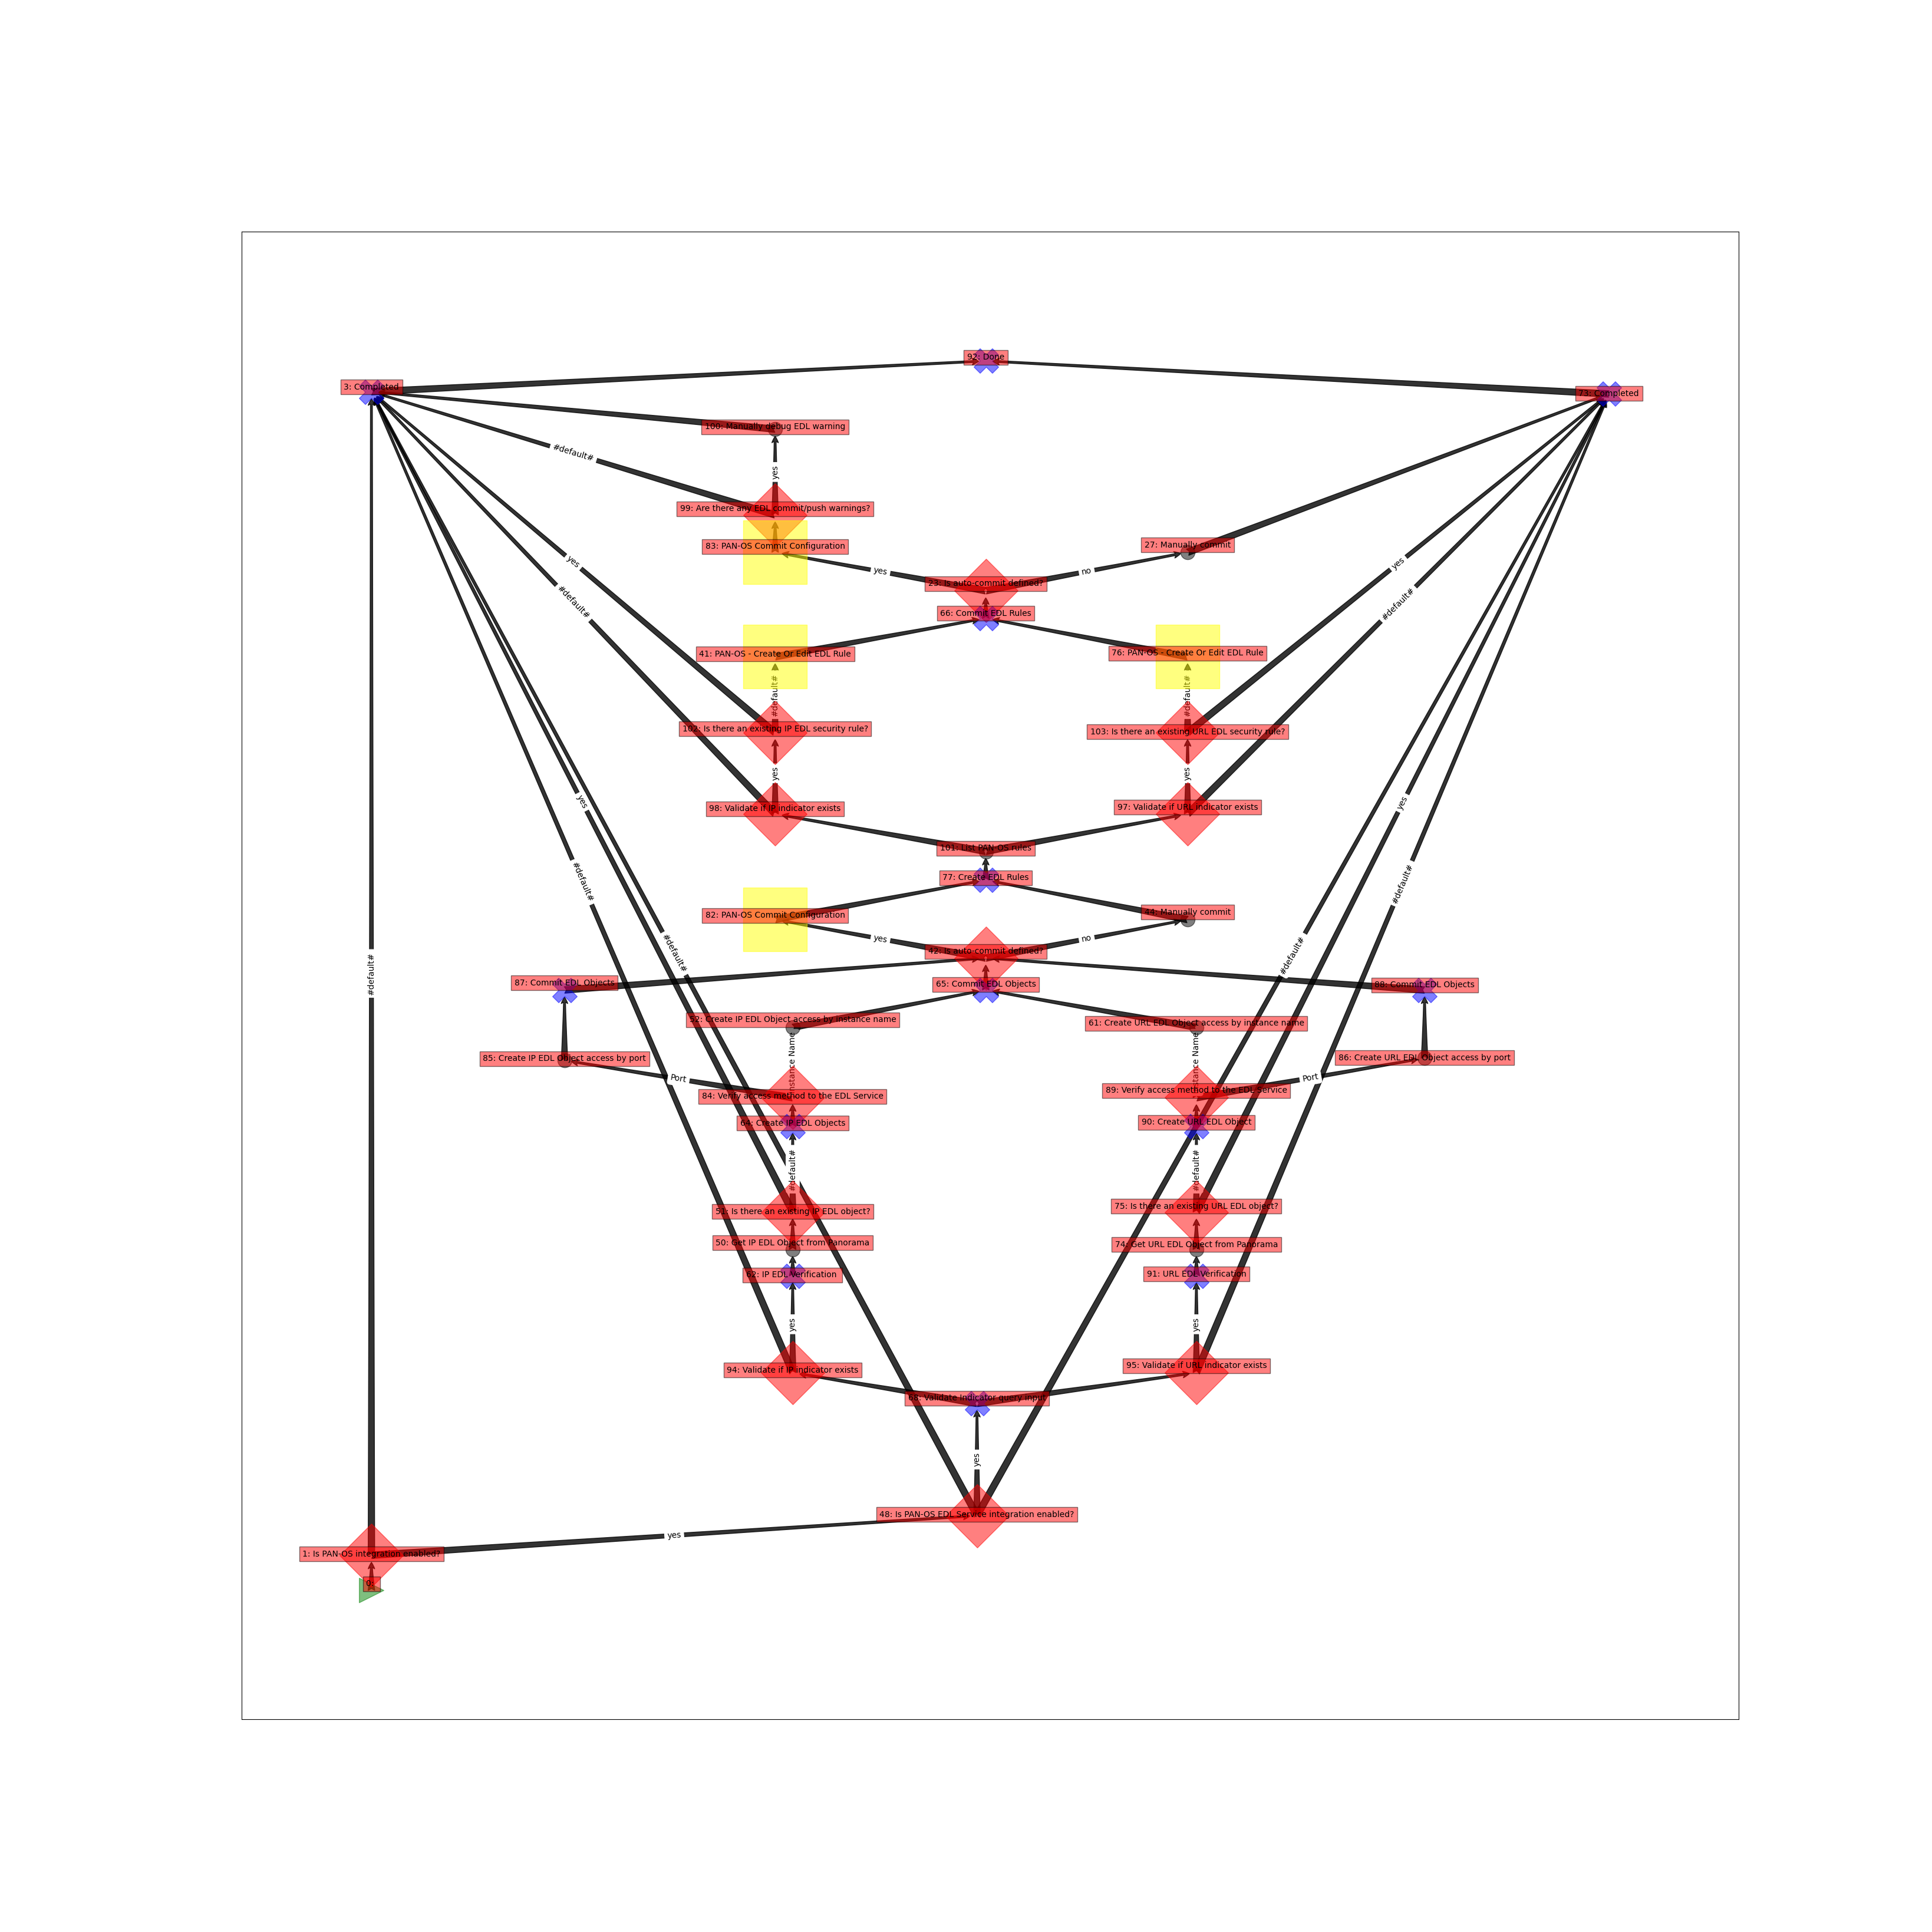 92: Done
3: Completed
73: Completed
100: Manually debug EDL warning
#default#
yes
99: Are there any EDL commit/push warnings?
83: PAN-OS Commit Configuration
27: Manually commit
yes
yes
no
yes
23: Is auto-commit defined?
#default#
#default#
66: Commit EDL Rules
41: PAN-OS - Create Or Edit EDL Rule
76: PAN-OS - Create Or Edit EDL Rule
#default#
#default#
102: Is there an existing IP EDL security rule?
103: Is there an existing URL EDL security rule?
yes
yes
yes
yes
98: Validate if IP indicator exists
97: Validate if URL indicator exists
101: List PAN-OS rules
77: Create EDL Rules
#default#
#default#
82: PAN-OS Commit Configuration
44: Manually commit
yes
no
42: Is auto-commit defined?
#default#
#default#
#default#
87: Commit EDL Objects
65: Commit EDL Objects
88: Commit EDL Objects
52: Create IP EDL Object access by instance name
61: Create URL EDL Object access by instance name
Instance Name
Instance Name
85: Create IP EDL Object access by port
86: Create URL EDL Object access by port
Port
Port
84: Verify access method to the EDL Service
89: Verify access method to the EDL Service
64: Create IP EDL Objects
90: Create URL EDL Object
#default#
#default#
51: Is there an existing IP EDL object?
75: Is there an existing URL EDL object?
50: Get IP EDL Object from Panorama
74: Get URL EDL Object from Panorama
62: IP EDL Verification
91: URL EDL Verification
yes
yes
94: Validate if IP indicator exists
95: Validate if URL indicator exists
Validate indicator query input
yes
48: Is PAN-OS EDL Service integration enabled?
yes
1: Is PAN-OS integration enabled?
0: